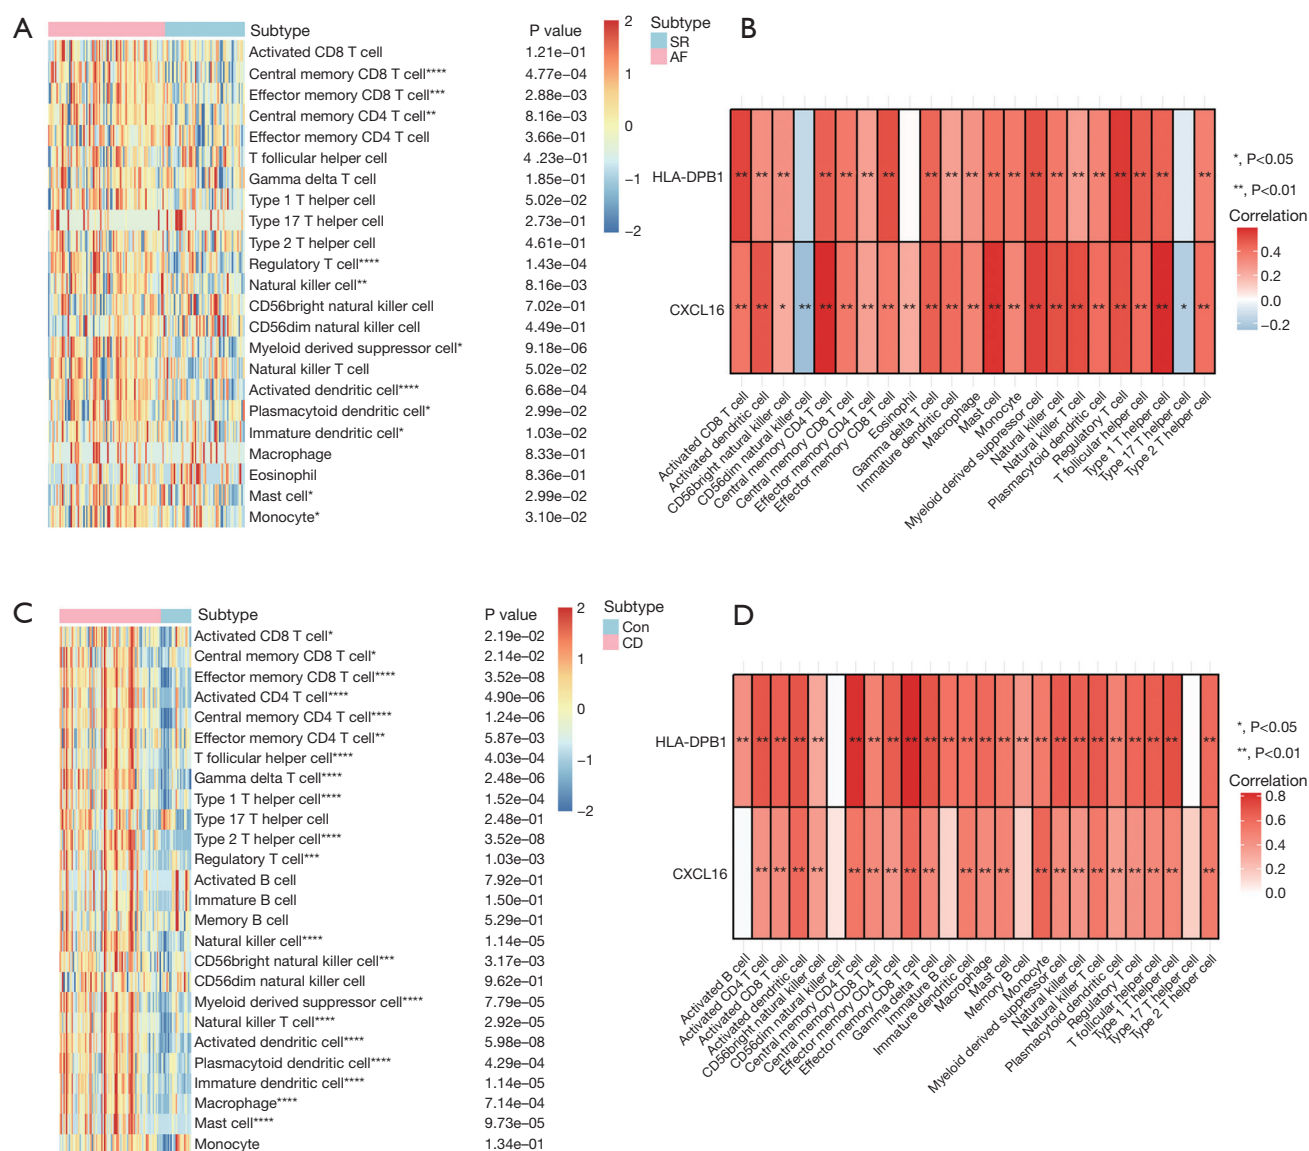 A
Subtype P value
Activated CD8 T cell 1.21e−01
Central memory CD8 T cell**** 4.77e−04
Effector memory CD8 T cell*** 2.88e−03
Central memory CD4 T cell** 8.16e−03
Effector memory CD4 T cell 3.66e−01
T follicular helper cell 4 .23e−01
Gamma delta T cell 1.85e−01
Type 1 T helper cell 5.02e−02
Type 17 T helper cell 2.73e−01
Type 2 T helper cell 4.61e−01
Regulatory T cell**** 1.43e−04
Natural killer cell** 8.16e−03
CD56bright natural killer cell 7.02e−01
CD56dim natural killer cell 4.49e−01
Myeloid derived suppressor cell* 9.18e−06
Natural killer T cell 5.02e−02
Activated dendritic cell**** 6.68e−04
Plasmacytoid dendritic cell* 2.99e−02
Immature dendritic cell* 1.03e−02
Macrophage 8.33e−01
Eosinophil 8.36e−01
Mast cell* 2.99e−02
Monocyte* 3.10e−02
2
1
0
−1
−2
Subtype
SR
AF
B
HLA-DPB1
** ** ** ** ** ** ** ** ** ** ** ** ** ** ** ** ** ** ** ** **
CXCL16
** ** * ** ** ** ** ** ** ** ** ** ** ** ** ** ** ** ** ** ** ** * **
Activated CD8 T cell
Activated dendritic cell
CD56bright natural killer cell
CD56dim natural killer cell
Central memory CD4 T cell
Central memory CD8 T cell
Effector memory CD4 T cell
Effector memory CD8 T cell
Eosinophil
Gamma delta T cell
Immature dendritic cell
Macrophage
Mast cell
Monocyte
Myeloid derived suppressor cell
Natural killer cell
Natural killer T cell
Plasmacytoid dendritic cell
Regulatory T cell
T follicular helper cell
Type 1 T helper cell
Type 17 T helper cell
Type 2 T helper cell
*, P<0.05
**, P<0.01
Correlation
0.4
0.2
0.0
−0.2
C
Subtype P value
Activated CD8 T cell* 2.19e−02
Central memory CD8 T cell* 2.14e−02
Effector memory CD8 T cell**** 3.52e−08
Activated CD4 T cell**** 4.90e−06
Central memory CD4 T cell**** 1.24e−06
Effector memory CD4 T cell** 5.87e−03
T follicular helper cell**** 4.03e−04
Gamma delta T cell**** 2.48e−06
Type 1 T helper cell**** 1.52e−04
Type 17 T helper cell 2.48e−01
Type 2 T helper cell**** 3.52e−08
Regulatory T cell*** 1.03e−03
Activated B cell 7.92e−01
Immature B cell 1.50e−01
Memory B cell 5.29e−01
Natural killer cell**** 1.14e−05
CD56bright natural killer cell*** 3.17e−03
CD56dim natural killer cell 9.62e−01
Myeloid derived suppressor cell**** 7.79e−05
Natural killer T cell**** 2.92e−05
Activated dendritic cell**** 5.98e−08
Plasmacytoid dendritic cell**** 4.29e−04
Immature dendritic cell**** 1.14e−05
Macrophage**** 7.14e−04
Mast cell**** 9.73e−05
Monocyte 1.34e−01
2
1
0
−1
−2
Subtype
Con
CD
D
HLA-DPB1
** ** ** ** ** ** ** ** ** ** ** ** ** ** ** ** ** ** ** ** ** ** ** **
CXCL16
** ** ** ** ** ** ** ** ** ** ** ** ** ** ** ** ** ** ** ** **
Activated B cell
Activated CD4 T cell
Activated CD8 T cell
Activated dendritic cell
CD56bright natural killer cell
CD56dim natural killer cell
Central memory CD4 T cell
Central memory CD8 T cell
Effector memory CD4 T cell
Effector memory CD8 T cell
Gamma delta T cell
Immature B cell
Immature dendritic cell
Macrophage
Mast cell
Memory B cell
Monocyte
Myeloid derived suppressor cell
Natural killer cell
Natural killer T cell
Plasmacytoid dendritic cell
Regulatory T cell
T follicular helper cell
Type 1 T helper cell
Type 17 T helper cell
Type 2 T helper cell
*, P<0.05
**, P<0.01
Correlation
0.8
0.6
0.4
0.2
0.0